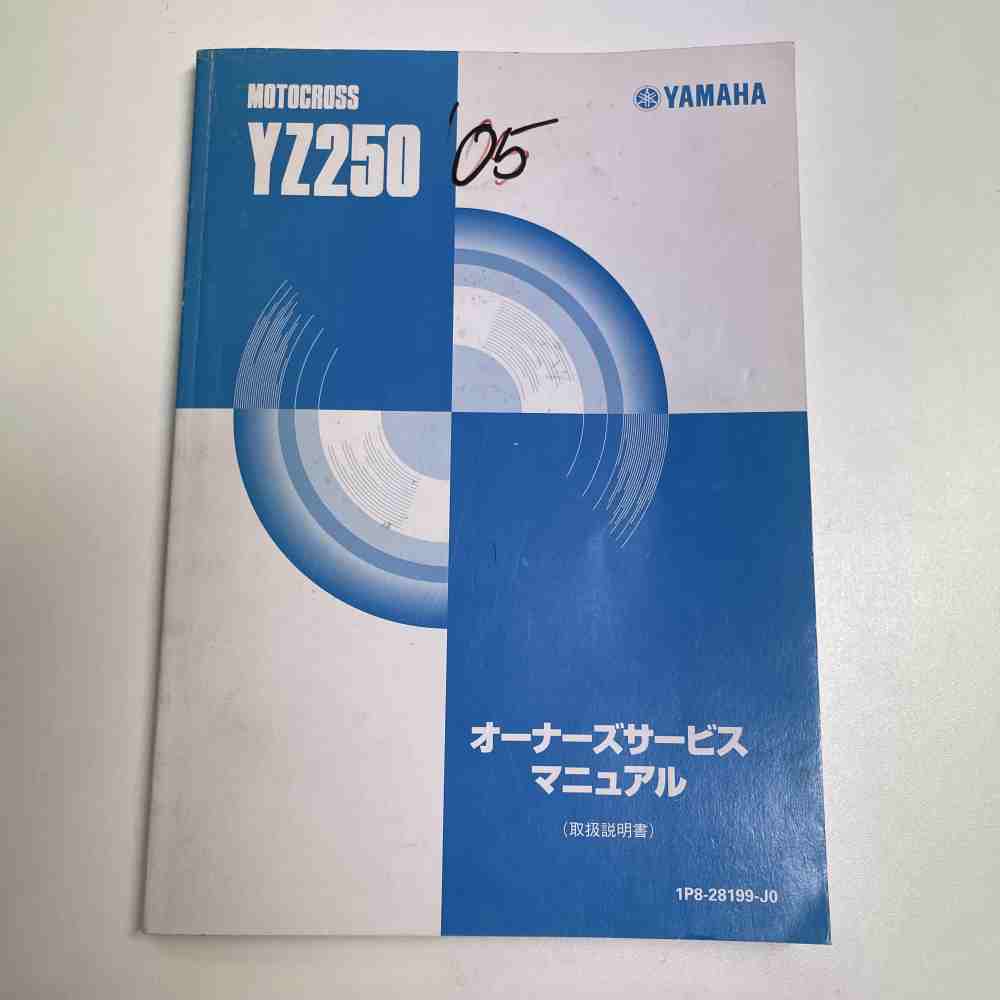 MOTOCROSS
YZ250 '05
YAMAHA
オーナーズサービス
マニュアル
(取扱説明書)
1P8-28199-J0